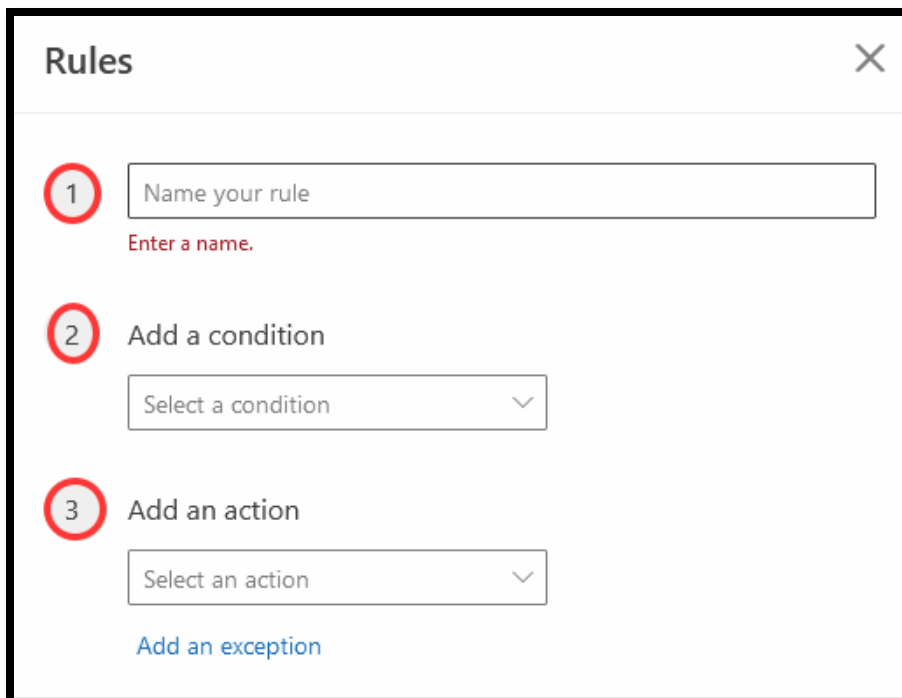 Rules
1
Name your rule
Enter a name.
2
Add a condition
Select a condition
3
Add an action
Select an action
Add an exception